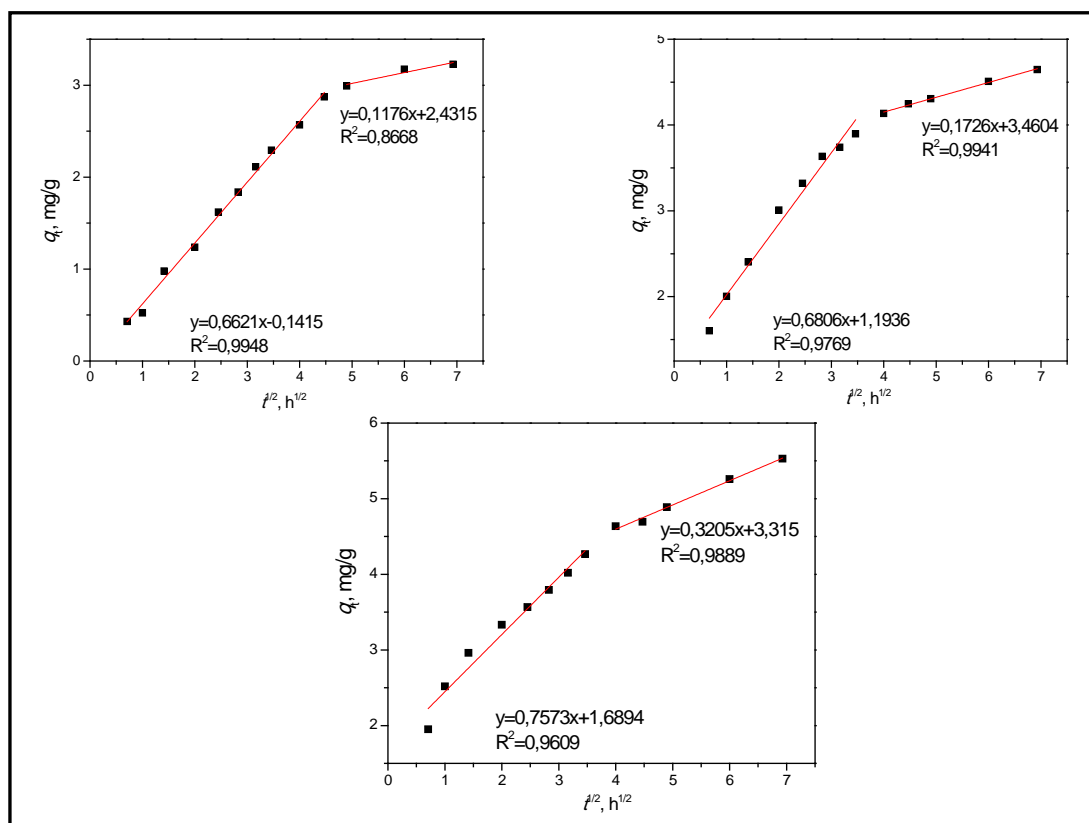 3
2
1
0
q_t, mg/g
y=0,1176x+2,4315
R²=0,8668
y=0,6621x-0,1415
R²=0,9948
0 1 2 3 4 5 6 7
t^1/2, h^1/2
5
4
3
2
q_t, mg/g
y=0,1726x+3,4604
R²=0,9941
y=0,6806x+1,1936
R²=0,9769
0 1 2 3 4 5 6 7
t^1/2, h^1/2
6
5
4
3
2
q_t, mg/g
y=0,3205x+3,315
R²=0,9889
y=0,7573x+1,6894
R²=0,9609
0 1 2 3 4 5 6 7
t^1/2, h^1/2